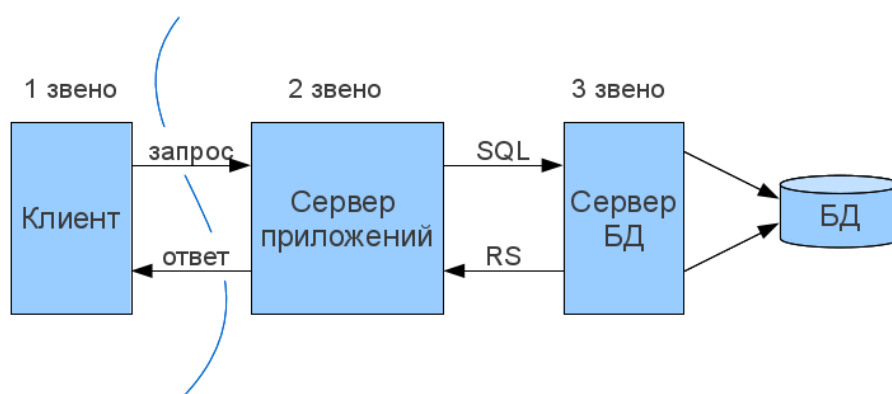 1 звено
2 звено
3 звено
запрос
SQL
Клиент
Сервер
приложений
Сервер
БД
БД
ответ
RS